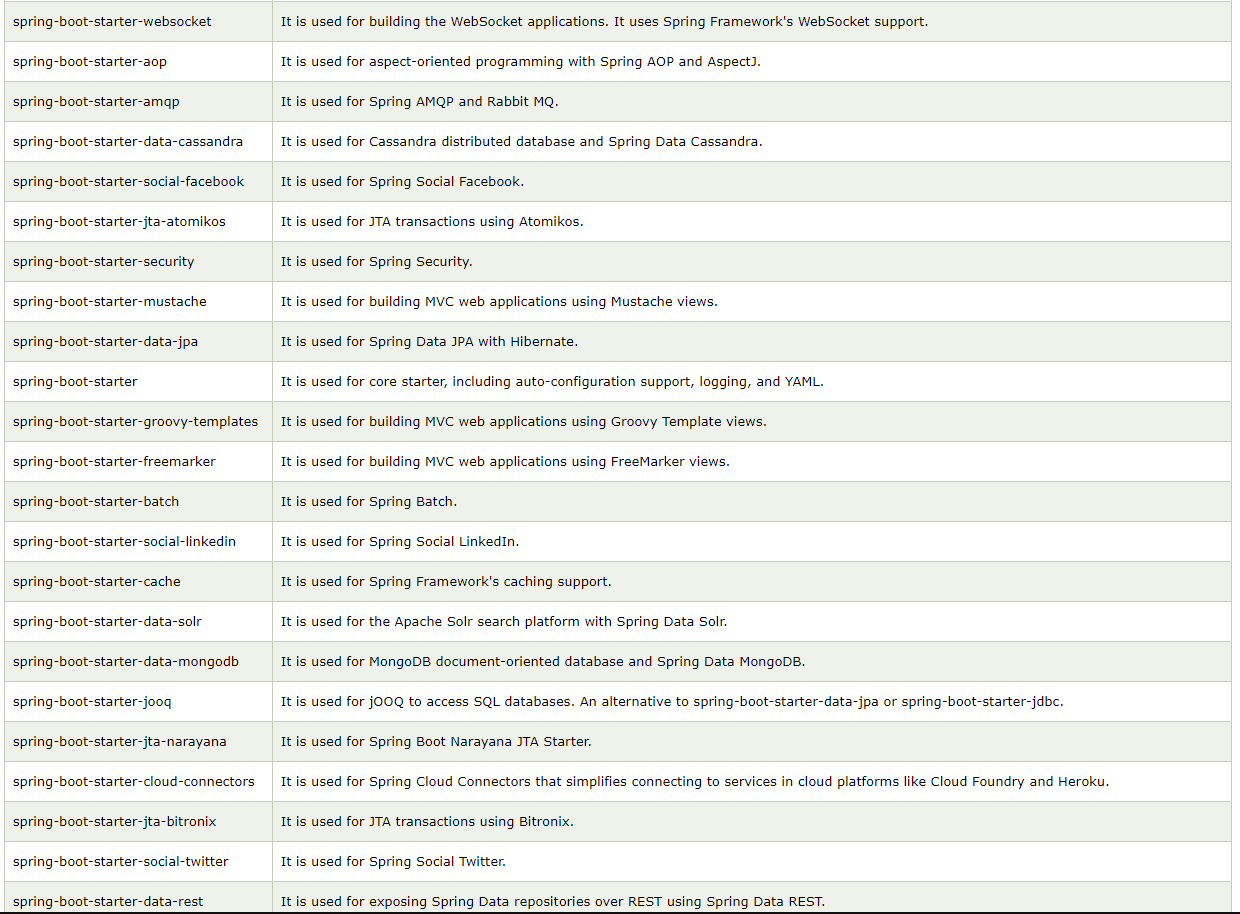 spring-boot-starter-websocket It is used for building the WebSocket applications. It uses Spring Framework's WebSocket support.
spring-boot-starter-aop It is used for aspect-oriented programming with Spring AOP and AspectJ.
spring-boot-starter-amqp It is used for Spring AMQP and Rabbit MQ.
spring-boot-starter-data-cassandra It is used for Cassandra distributed database and Spring Data Cassandra.
spring-boot-starter-social-facebook It is used for Spring Social Facebook.
spring-boot-starter-jta-atomikos It is used for JTA transactions using Atomikos.
spring-boot-starter-security It is used for Spring Security.
spring-boot-starter-mustache It is used for building MVC web applications using Mustache views.
spring-boot-starter-data-jpa It is used for Spring Data JPA with Hibernate.
spring-boot-starter It is used for core starter, including auto-configuration support, logging, and YAML.
spring-boot-starter-groovy-templates It is used for building MVC web applications using Groovy Template views.
spring-boot-starter-freemarker It is used for building MVC web applications using FreeMarker views.
spring-boot-starter-batch It is used for Spring Batch.
spring-boot-starter-social-linkedin It is used for Spring Social LinkedIn.
spring-boot-starter-cache It is used for Spring Framework's caching support.
spring-boot-starter-data-solr It is used for the Apache Solr search platform with Spring Data Solr.
spring-boot-starter-data-mongodb It is used for MongoDB document-oriented database and Spring Data MongoDB.
spring-boot-starter-jooq It is used for jOOQ to access SQL databases. An alternative to spring-boot-starter-data-jpa or spring-boot-starter-jdbc.
spring-boot-starter-jta-narayana It is used for Spring Boot Narayana JTA Starter.
spring-boot-starter-cloud-connectors It is used for Spring Cloud Connectors that simplifies connecting to services in cloud platforms like Cloud Foundry and Heroku.
spring-boot-starter-jta-bitronix It is used for JTA transactions using Bitronix.
spring-boot-starter-social-twitter It is used for Spring Social Twitter.
spring-boot-starter-data-rest It is used for exposing Spring Data repositories over REST using Spring Data REST.